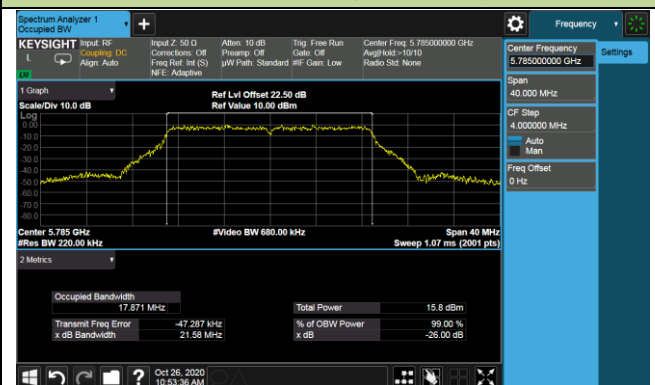 Spectrum Analyzer 1
Occupied BW
Frequency
KEYSIGHT
L
Input: RF
Coupling: DC
Align: Auto
Input Z: 50 Ω
Corrections: Off
Freq Ref: Int (S)
NFE: Adaptive
Atten: 10 dB
Preamp: Off
µW Path: Standard
Trig: Free Run
Gate: Off
#IF Gain: Low
Center Freq: 5.785000000 GHz
Avg|Hold:>10/10
Radio Std: None
Center Frequency
5.785000000 GHz
Settings
Span
40.000 MHz
CF Step
4.000000 MHz
Auto
Man
Freq Offset
0 Hz
1 Graph
Scale/Div 10.0 dB
Ref Lvl Offset 22.50 dB
Ref Value 10.00 dBm
Log
0.00
-10.0
-20.0
-30.0
-40.0
-50.0
-60.0
-70.0
-80.0
Center 5.785 GHz
#Res BW 220.00 kHz
#Video BW 680.00 kHz
Span 40 MHz
Sweep 1.07 ms (2001 pts)
2 Metrics
Occupied Bandwidth
17.871 MHz
Total Power 15.8 dBm
Transmit Freq Error -47.287 kHz
% of OBW Power 99.00 %
x dB Bandwidth 21.58 MHz
x dB -26.00 dB
Oct 26, 2020
10:53:36 AM